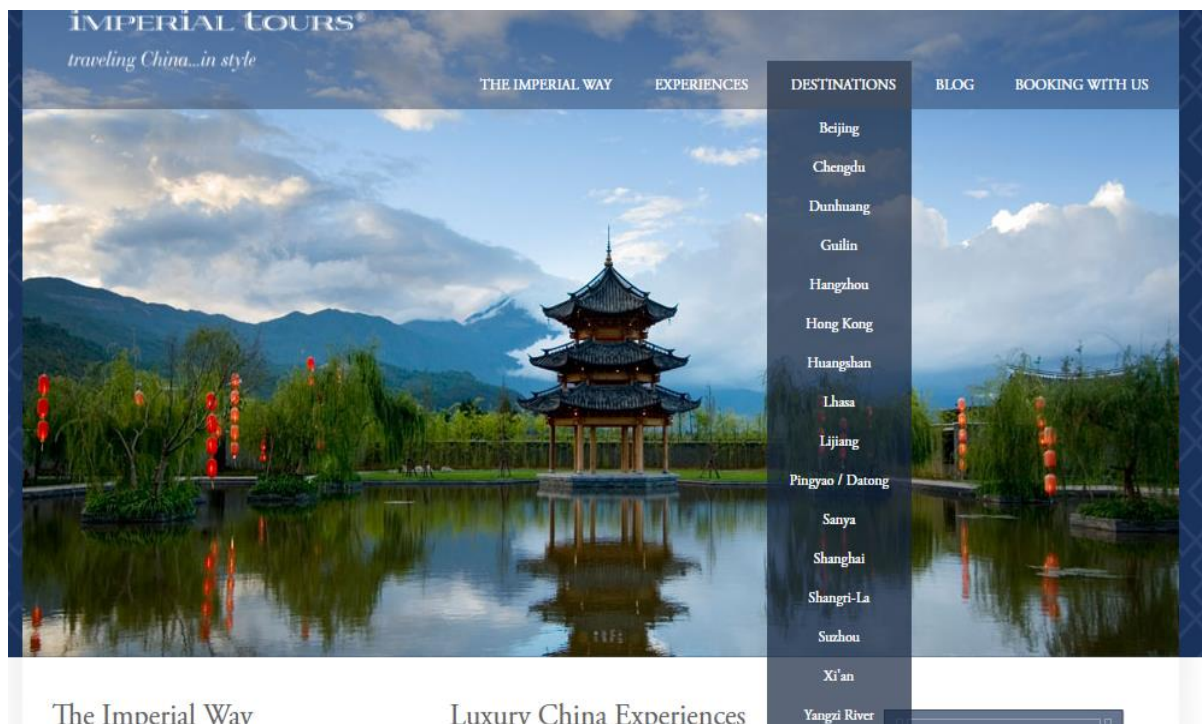 IMPERIAL TOURS®
traveling China...in style
THE IMPERIAL WAY EXPERIENCES DESTINATIONS BLOG BOOKING WITH US
Beijing
Chengdu
Dunhuang
Guilin
Hangzhou
Hong Kong
Huangshan
Lhasa
Lijiang
Pingyao / Datong
Sanya
Shanghai
Shangri-La
Suzhou
Xi'an
Yangzi River
The Imperial Way
Luxury China Experiences